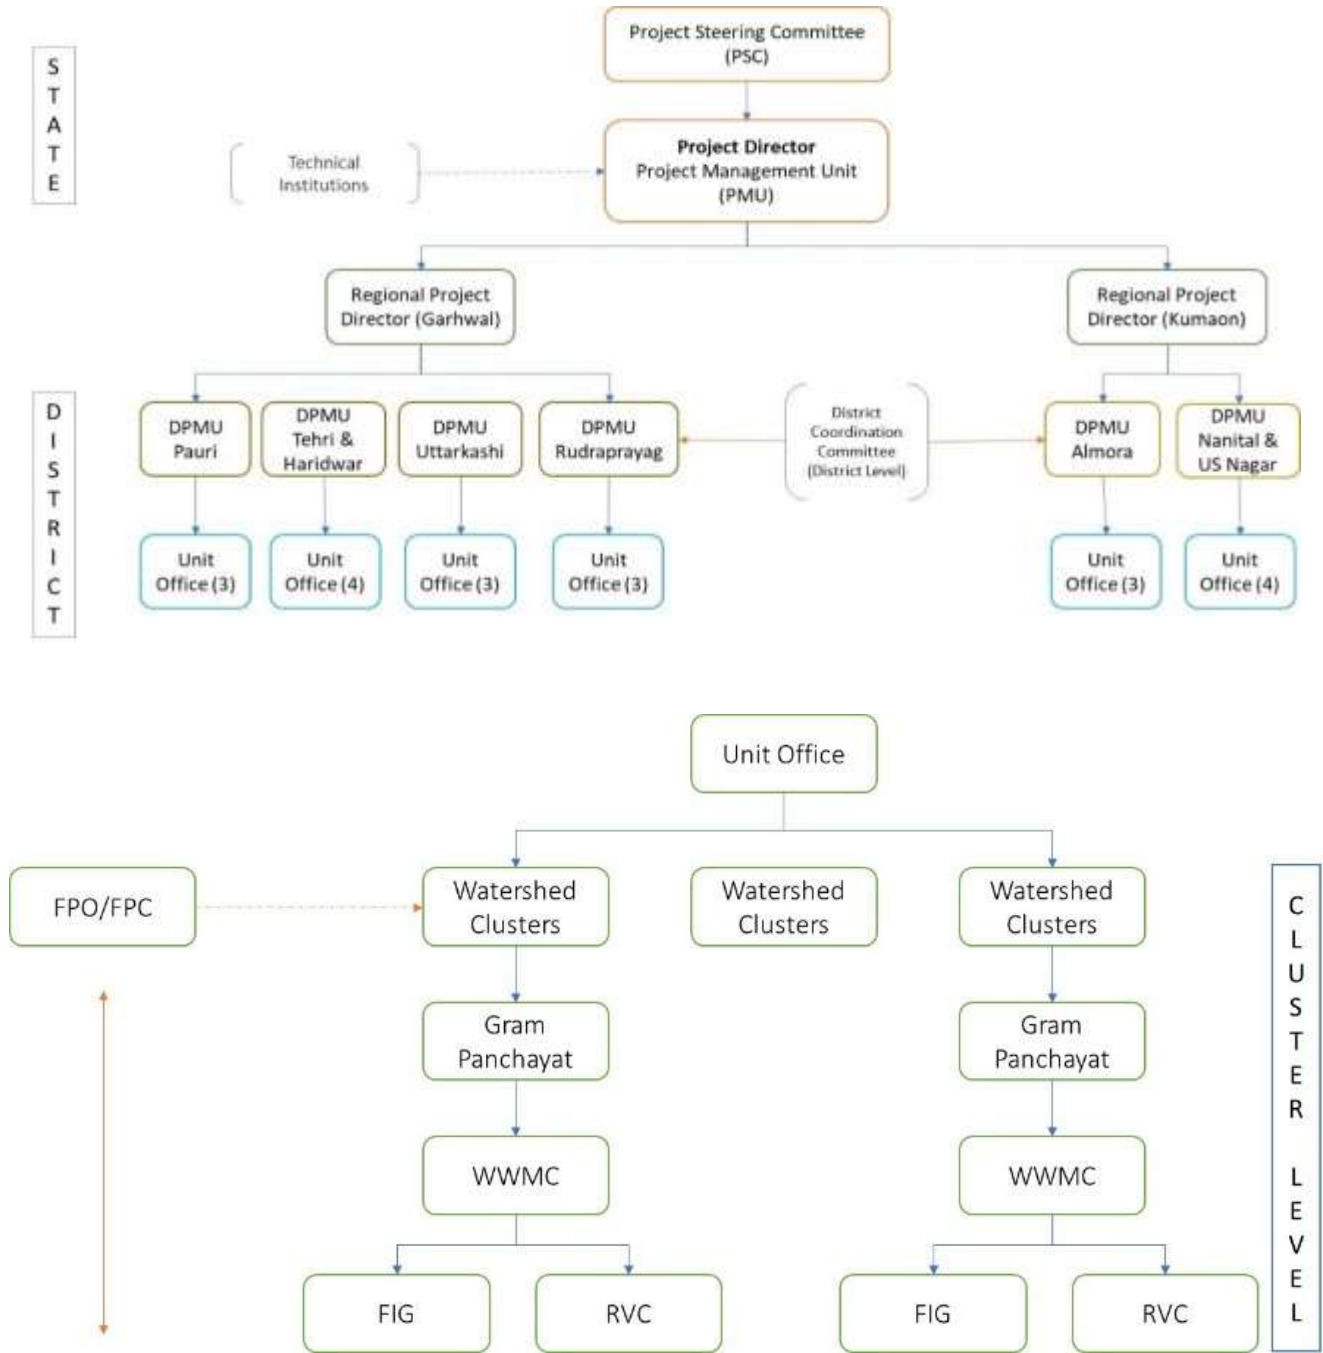 Project Steering Committee
(PSC)
STATE
Project Director
Project Management Unit
(PMU)
Technical
Institutions
Regional Project
Director (Garhwal)
Regional Project
Director (Kumaon)
DISTRICT
DPMU
Pauri
DPMU
Tehri &
Haridwar
DPMU
Uttarkashi
DPMU
Rudraprayag
District
Coordination
Committee
(District Level)
DPMU
Almora
DPMU
Nanital &
US Nagar
Unit
Office (3)
Unit
Office (4)
Unit
Office (3)
Unit
Office (3)
Unit
Office (3)
Unit
Office (4)
Unit Office
FPO/FPC
Watershed
Clusters
Watershed
Clusters
Watershed
Clusters
CLUSTER LEVEL
Gram
Panchayat
Gram
Panchayat
WWMC
WWMC
FIG
RVC
FIG
RVC